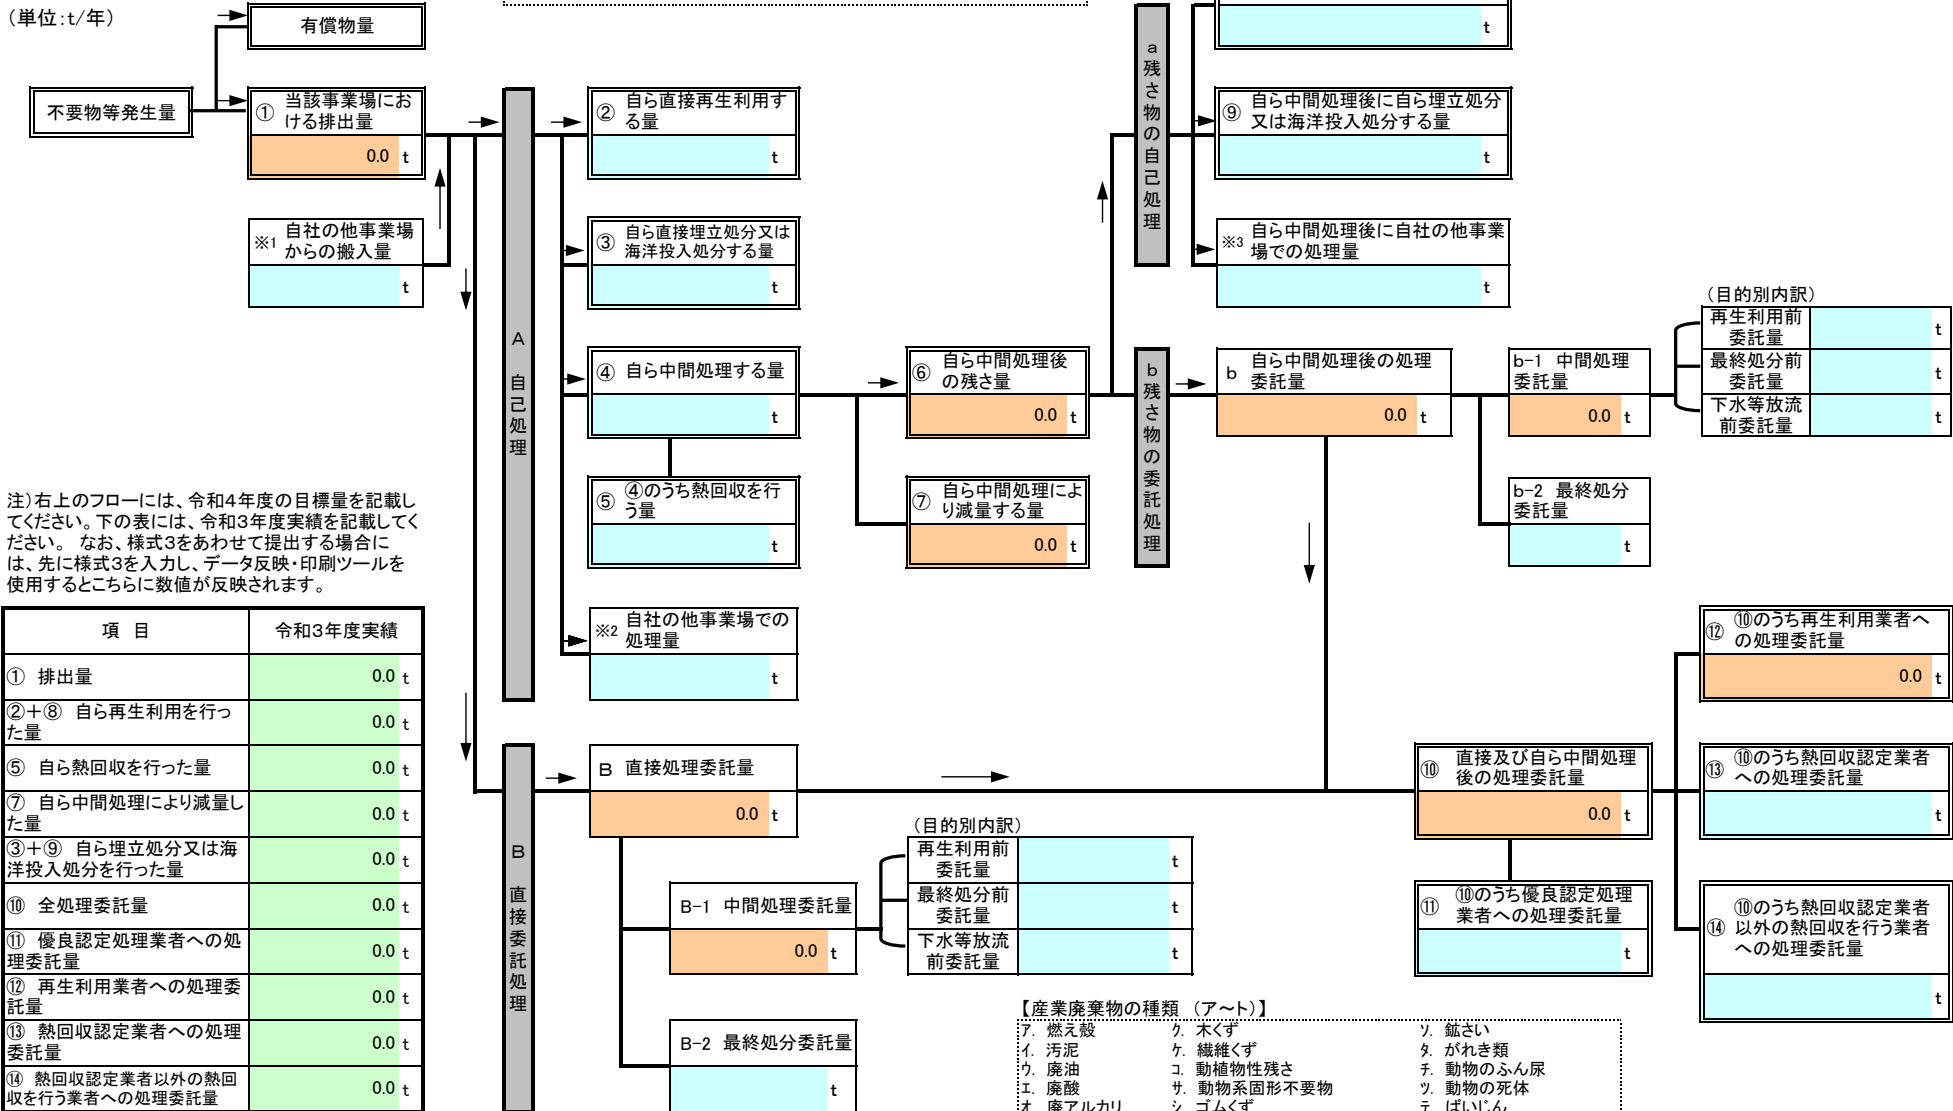 (単位:t/年)
有償物量
不要物等発生量
① 当該事業場にお
ける排出量
0.0 t
※1 自社の他事業場
からの搬入量
t
A 自己処理
② 自ら直接再生利用す
る量
t
③ 自ら直接埋立処分又は
海洋投入処分する量
t
④ 自ら中間処理する量
t
⑤ ④のうち熱回収を行
う量
t
※2 自社の他事業場での
処理量
t
⑥ 自ら中間処理後
の残さ量
0.0 t
⑦ 自ら中間処理によ
り減量する量
0.0 t
a 残さ物の自己処理
t
⑨ 自ら中間処理後に自ら埋立処分
又は海洋投入処分する量
t
※3 自ら中間処理後に自社の他事業
場での処理量
t
b 残さ物の委託処理
b 自ら中間処理後の処理
委託量
0.0 t
b-1 中間処理
委託量
0.0 t
(目的別内訳)
再生利用前
委託量
t
最終処分前
委託量
t
下水等放流
前委託量
t
b-2 最終処分
委託量
t
注)右上のフローには、令和4年度の目標量を記載し
てください。下の表には、令和3年度実績を記載してく
ださい。 なお、様式3をあわせて提出する場合に
は、先に様式3を入力し、データ反映・印刷ツールを
使用するとこちらに数値が反映されます。
項 目 令和3年度実績
① 排出量 0.0 t
②+⑧ 自ら再生利用を行っ
た量 0.0 t
⑤ 自ら熱回収を行った量 0.0 t
⑦ 自ら中間処理により減量し
た量 0.0 t
③+⑨ 自ら埋立処分又は海
洋投入処分を行った量 0.0 t
⑩ 全処理委託量 0.0 t
⑪ 優良認定処理業者への処
理委託量 0.0 t
⑫ 再生利用業者への処理委
託量 0.0 t
⑬ 熱回収認定業者への処理
委託量 0.0 t
⑭ 熱回収認定業者以外の熱回
収を行う業者への処理委託量 0.0 t
B 直接委託処理
B 直接処理委託量
0.0 t
B-1 中間処理委託量
0.0 t
(目的別内訳)
再生利用前
委託量
t
最終処分前
委託量
t
下水等放流
前委託量
t
B-2 最終処分委託量
t
⑩ 直接及び自ら中間処理
後の処理委託量
0.0 t
⑪ ⑩のうち優良認定処理
業者への処理委託量
t
⑫ ⑩のうち再生利用業者へ
の処理委託量
0.0 t
⑬ ⑩のうち熱回収認定業者
への処理委託量
t
⑭ ⑩のうち熱回収認定業者
以外の熱回収を行う業者
への処理委託量
t
【産業廃棄物の種類 (ア~ト)】
ア. 燃え殻 ク. 木くず ソ. 鉱さい
イ. 汚泥 ケ. 繊維くず タ. がれき類
ウ. 廃油 コ. 動植物性残さ チ. 動物のふん尿
エ. 廃酸 サ. 動物系固形不要物 ツ. 動物の死体
オ. 廃アルカリ シ. ゴムくず テ. ばいじん